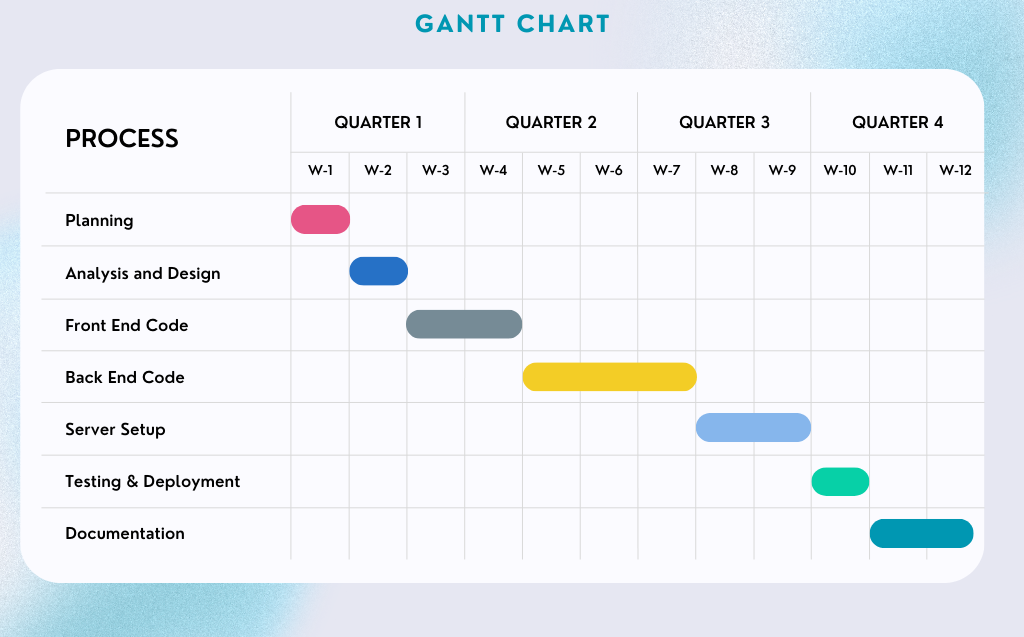 GANTT CHART
PROCESS
QUARTER 1 QUARTER 2 QUARTER 3 QUARTER 4
W-1 W-2 W-3 W-4 W-5 W-6 W-7 W-8 W-9 W-10 W-11 W-12
Planning
Analysis and Design
Front End Code
Back End Code
Server Setup
Testing & Deployment
Documentation